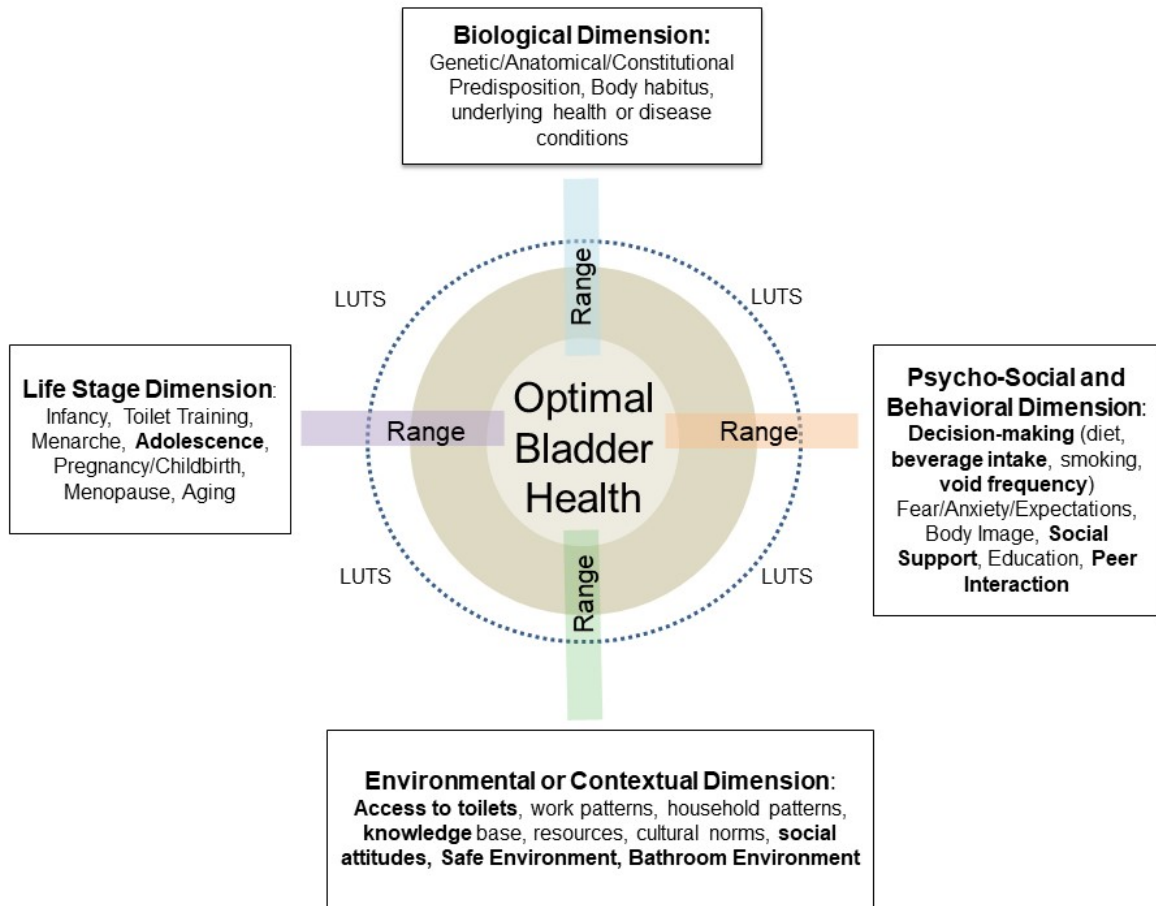 Biological Dimension:
Genetic/Anatomical/Constitutional
Predisposition, Body habitus,
underlying health or disease
conditions
Range
LUTS
LUTS
Life Stage Dimension:
Infancy, Toilet Training,
Menarche, Adolescence,
Pregnancy/Childbirth,
Menopause, Aging
Range
Optimal
Bladder
Health
Range
Psycho-Social and
Behavioral Dimension:
Decision-making (diet,
beverage intake, smoking,
void frequency)
Fear/Anxiety/Expectations,
Body Image, Social
Support, Education, Peer
Interaction
LUTS
LUTS
Range
Environmental or Contextual Dimension:
Access to toilets, work patterns, household patterns,
knowledge base, resources, cultural norms, social
attitudes, Safe Environment, Bathroom Environment